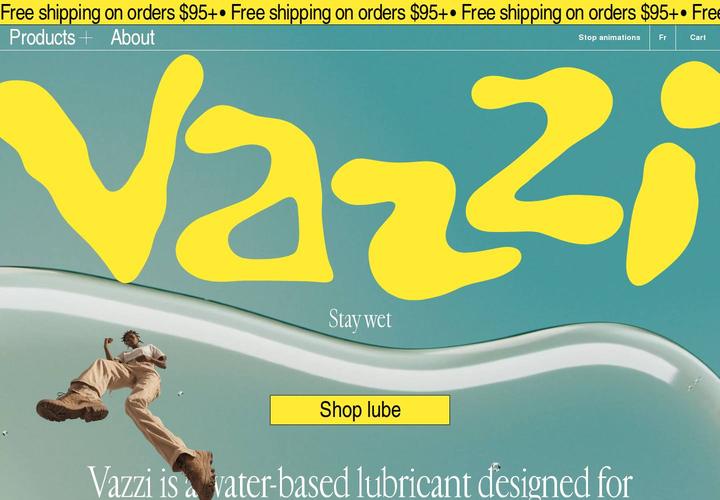 Free shipping on orders $95+• Free shipping on orders $95+• Free shipping on orders $95+• Free
Products + About Stop animations Fr Cart
Vazzi
Stay wet
Shop lube
Vazzi is a water-based lubricant designed for